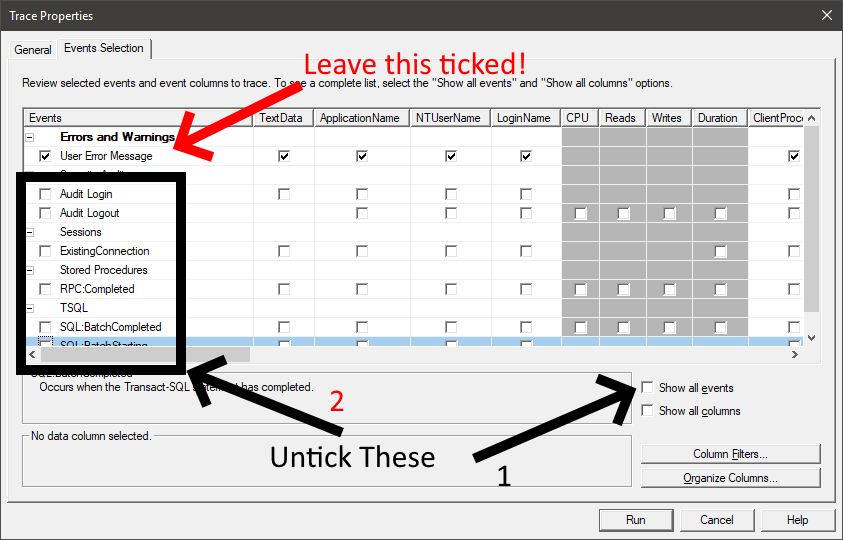 Trace Properties
General
Events Selection
Leave this ticked!
Review selected events and event columns to trace. To see a complete list, select the "Show all events" and "Show all columns" options.
Events TextData ApplicationName NTUserName LoginName CPU Reads Writes Duration ClientProce
Errors and Warnings
User Error Message
Audit Login
Audit Logout
Sessions
ExistingConnection
Stored Procedures
RPC:Completed
TSQL
SQL:BatchCompleted
SQL:BatchStarting
SQL:BatchCompleted
Occurs when the Transact-SQL statement has completed.
2
Show all events
Show all columns
No data column selected.
Untick These
1
Column Filters...
Organize Columns...
Run Cancel Help